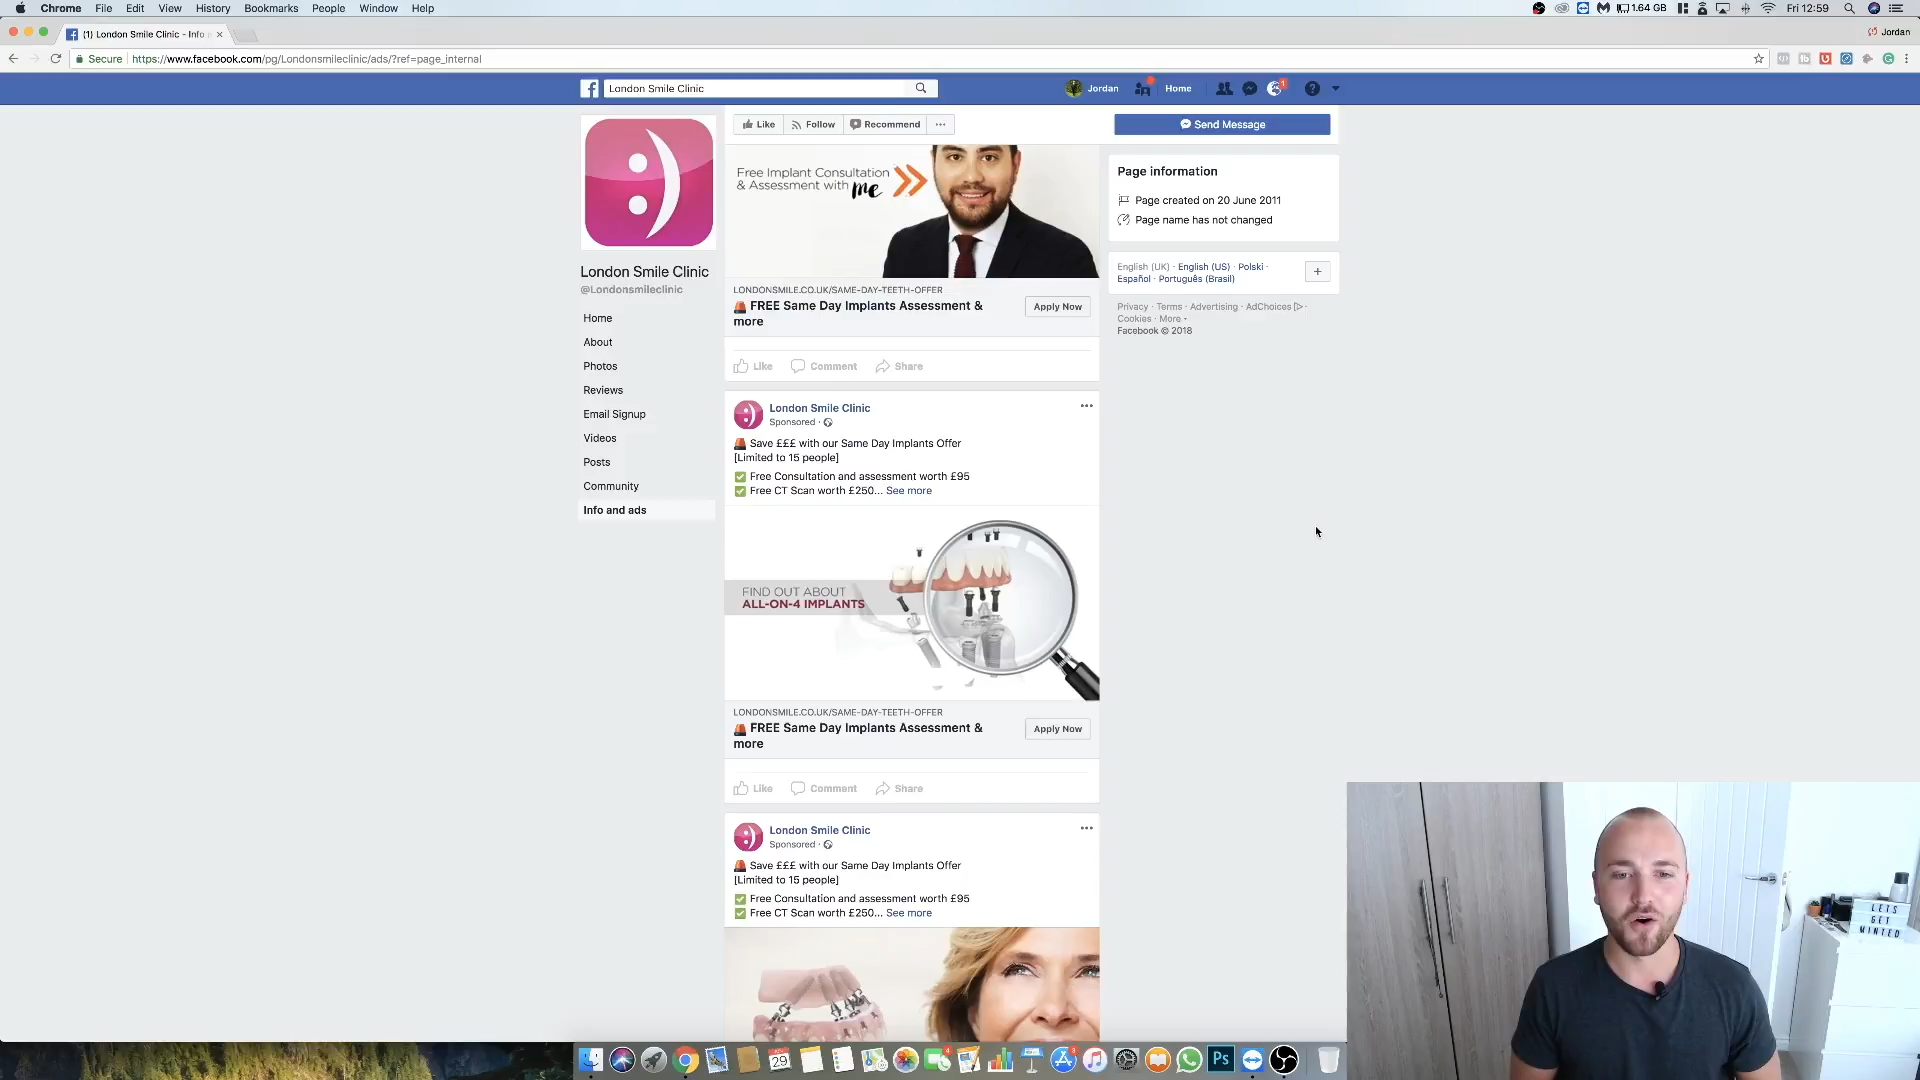 Chrome File Edit View History Bookmarks People Window Help
1.64 GB Fri 12:59
(1) London Smile Clinic - Info
Jordan
Secure https://www.facebook.com/pg/Londonsmileclinic/ads/?ref=page_internal
London Smile Clinic
Jordan
Home
1
London Smile Clinic
@Londonsmileclinic
Home
About
Photos
Reviews
Email Signup
Videos
Posts
Community
Info and ads
Like Follow Recommend ...
Send Message
Free Implant Consultation
& Assessment with me
LONDONSMILE.CO.UK/SAME-DAY-TEETH-OFFER
FREE Same Day Implants Assessment &
more
Apply Now
Like Comment Share
London Smile Clinic
Sponsored ·
Save £££ with our Same Day Implants Offer
[Limited to 15 people]
Free Consultation and assessment worth £95
Free CT Scan worth £250... See more
FIND OUT ABOUT
ALL-ON-4 IMPLANTS
LONDONSMILE.CO.UK/SAME-DAY-TEETH-OFFER
FREE Same Day Implants Assessment &
more
Apply Now
Like Comment Share
London Smile Clinic
Sponsored ·
Save £££ with our Same Day Implants Offer
[Limited to 15 people]
Free Consultation and assessment worth £95
Free CT Scan worth £250... See more
Page information
Page created on 20 June 2011
Page name has not changed
English (UK) · English (US) · Polski ·
Español · Português (Brasil)
Privacy · Terms · Advertising · AdChoices ·
Cookies · More
Facebook © 2018
LETS
GET
MINTED
29
Ps